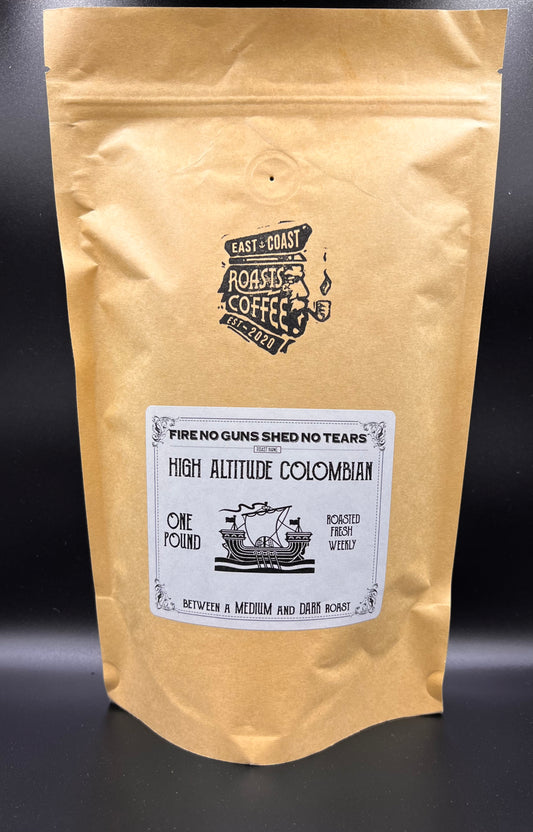 EAST COAST
ROASTS
COFFEE
EST-2020
"FIRE NO GUNS SHED NO TEARS"
ROAST NAME
HIGH ALTITUDE COLOMBIAN
ONE
POUND
ROASTED
FRESH
WEEKLY
BETWEEN A MEDIUM AND DARK ROAST